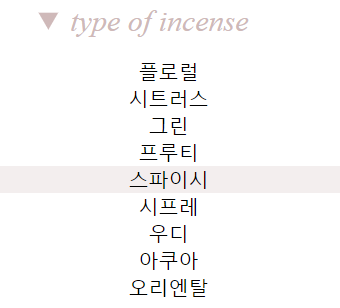 ▼ type of incense
플로럴
시트러스
그린
프루티
스파이시
시프레
우디
아쿠아
오리엔탈